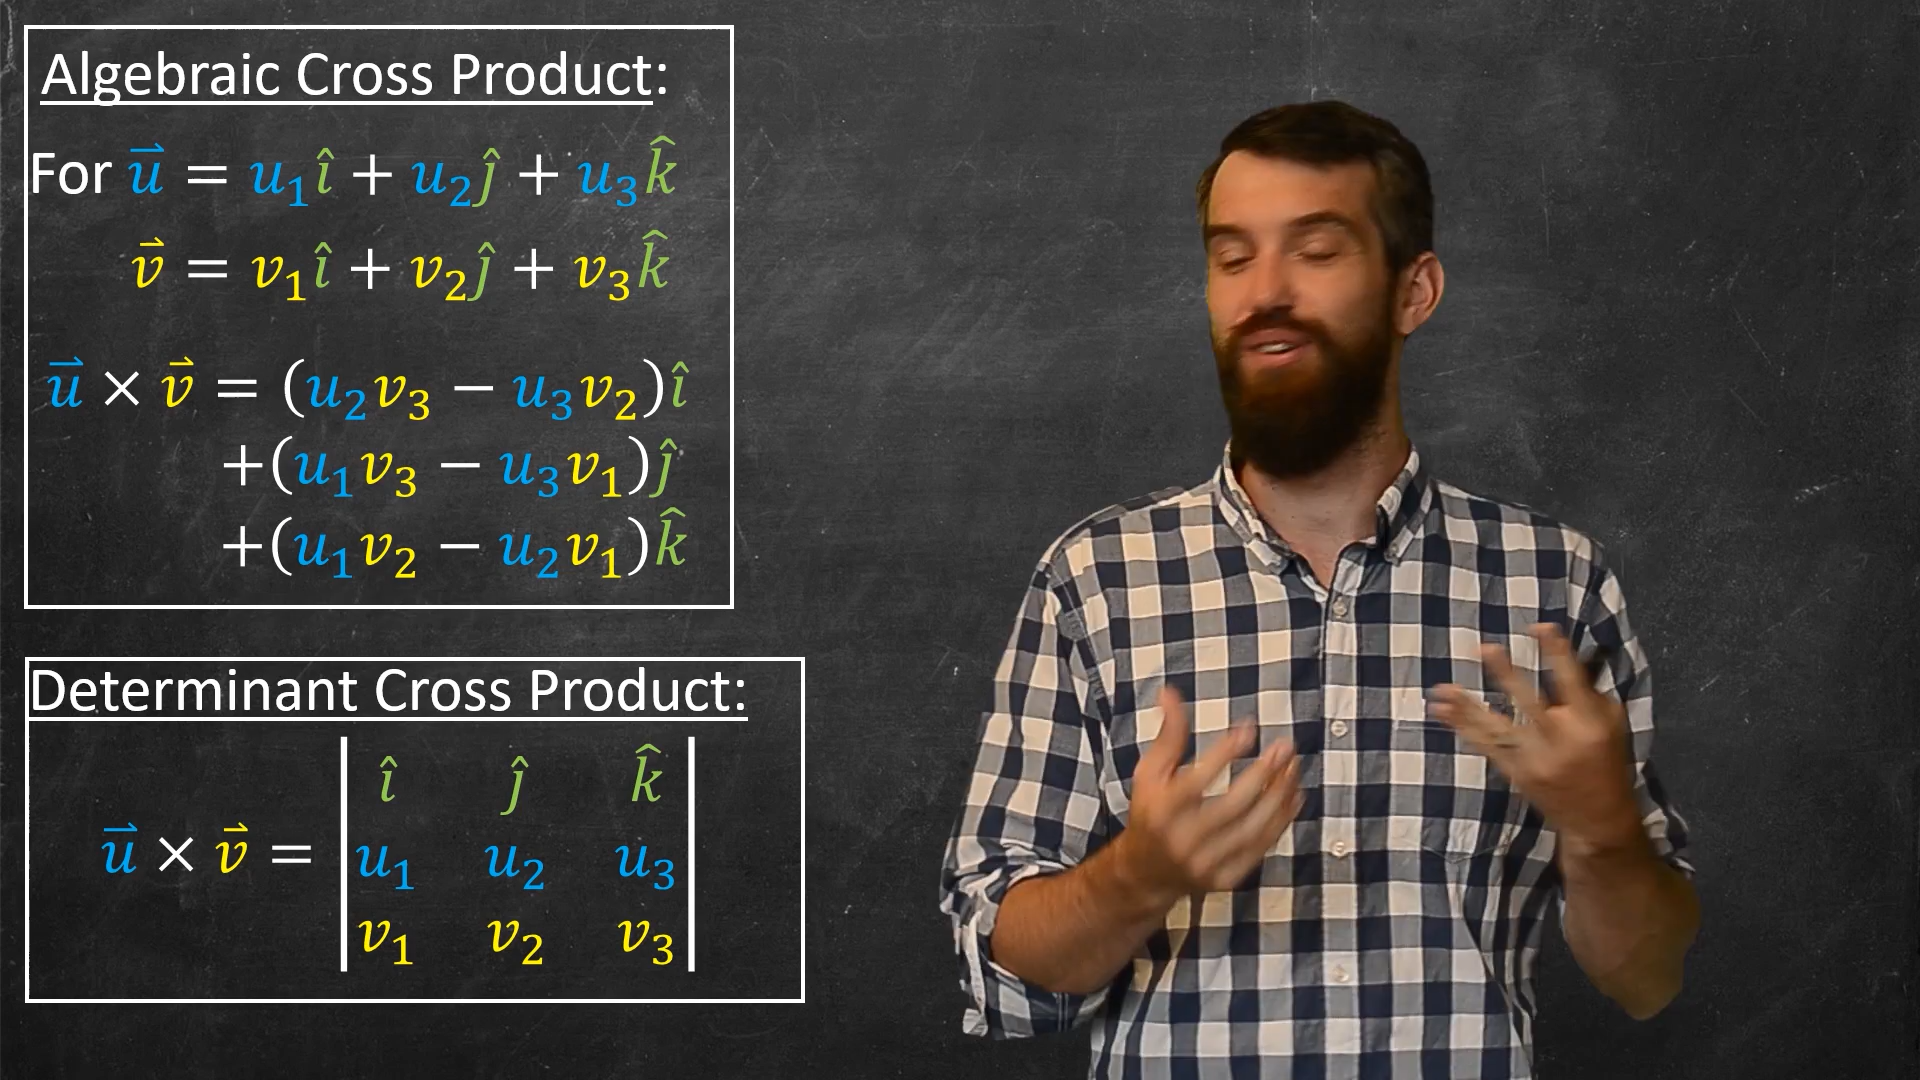 Algebraic Cross Product:
For u⃗ = u₁î + u₂ĵ + u₃k̂
v⃗ = v₁î + v₂ĵ + v₃k̂
u⃗ × v⃗ = (u₂v₃ − u₃v₂)î
+(u₁v₃ − u₃v₁)ĵ
+(u₁v₂ − u₂v₁)k̂
Determinant Cross Product:
î ĵ k̂
u⃗ × v⃗ = u₁ u₂ u₃
v₁ v₂ v₃